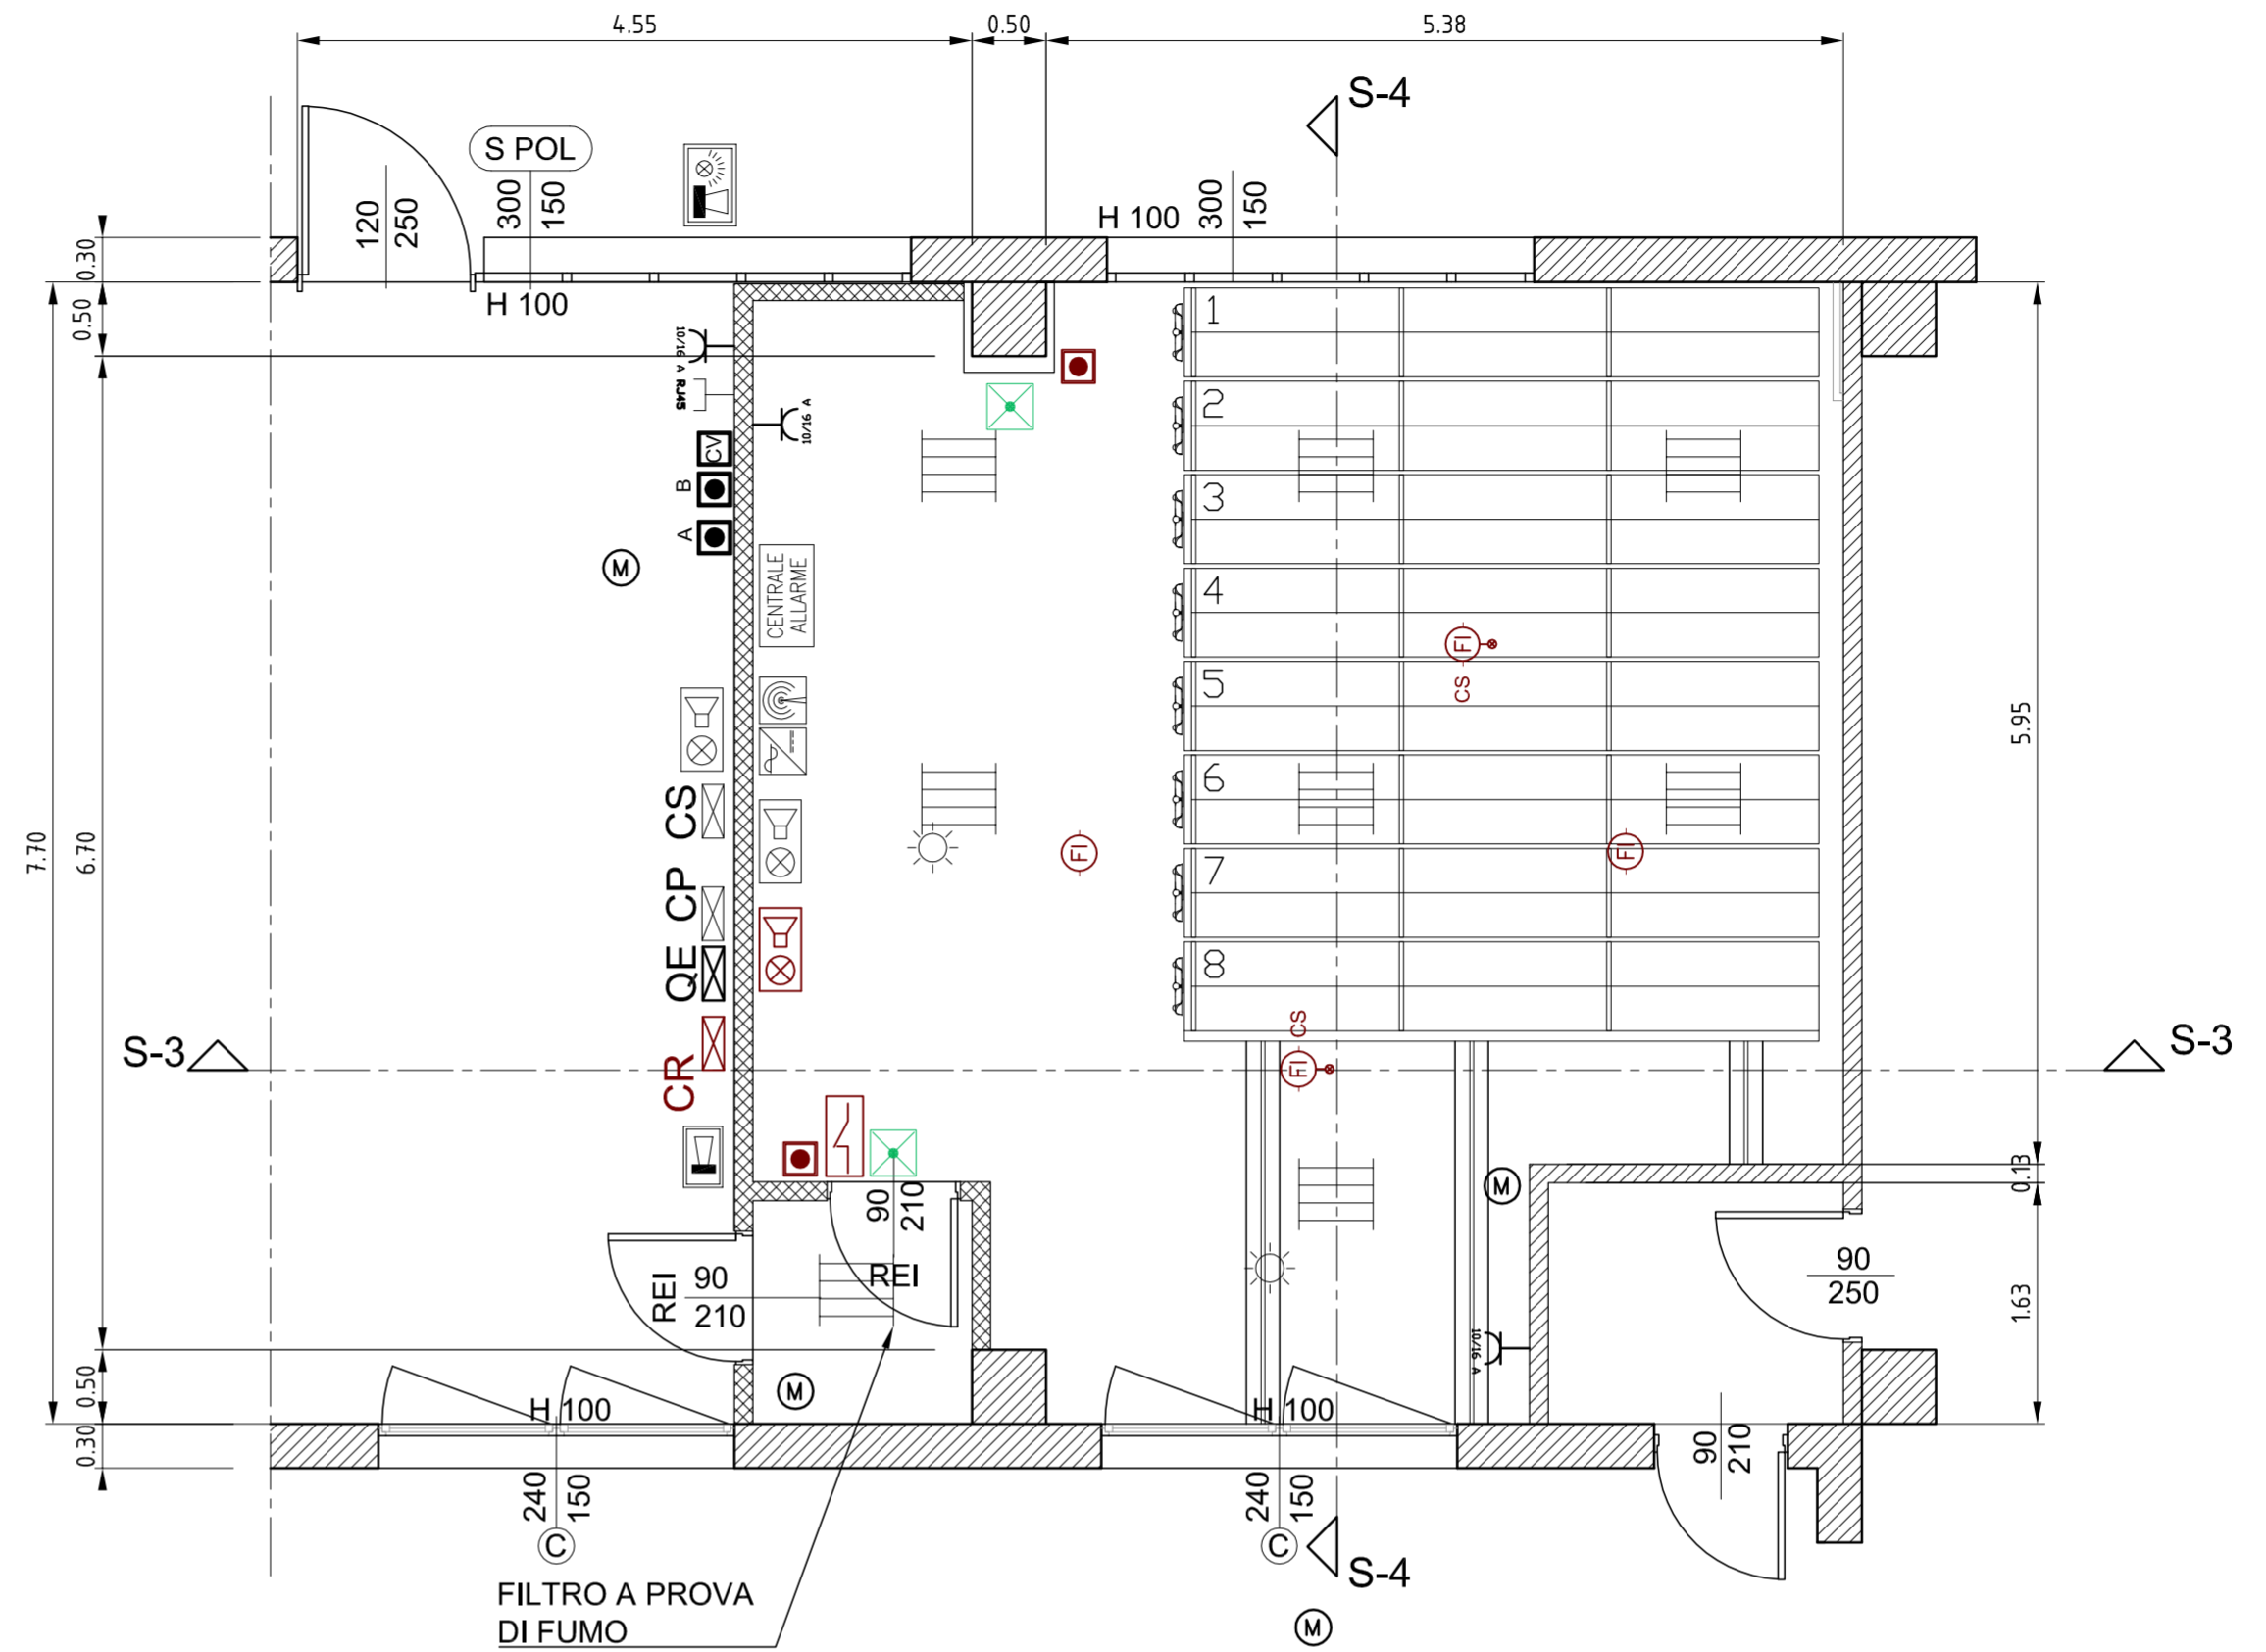 4.55
0.50
5.38
S-4
S POL
120
250
300
150
H 100
300
150
H 100
0.30
0.50
7.70
6.70
0.50
0.30
10/16 A
RJ45
10/16 A
CV
B
A
M
CENTRALE
ALLARME
1
2
3
4
5
6
7
8
FI
CS
FI
FI
CS
FI
CS
CP
QE
CR
S-3
S-3
5.95
0.13
1.63
90
210
REI
REI
90
210
M
M
10/16 A
90
250
H 100
H 100
90
210
240
150
C
240
150
C
S-4
FILTRO A PROVA
DI FUMO
M